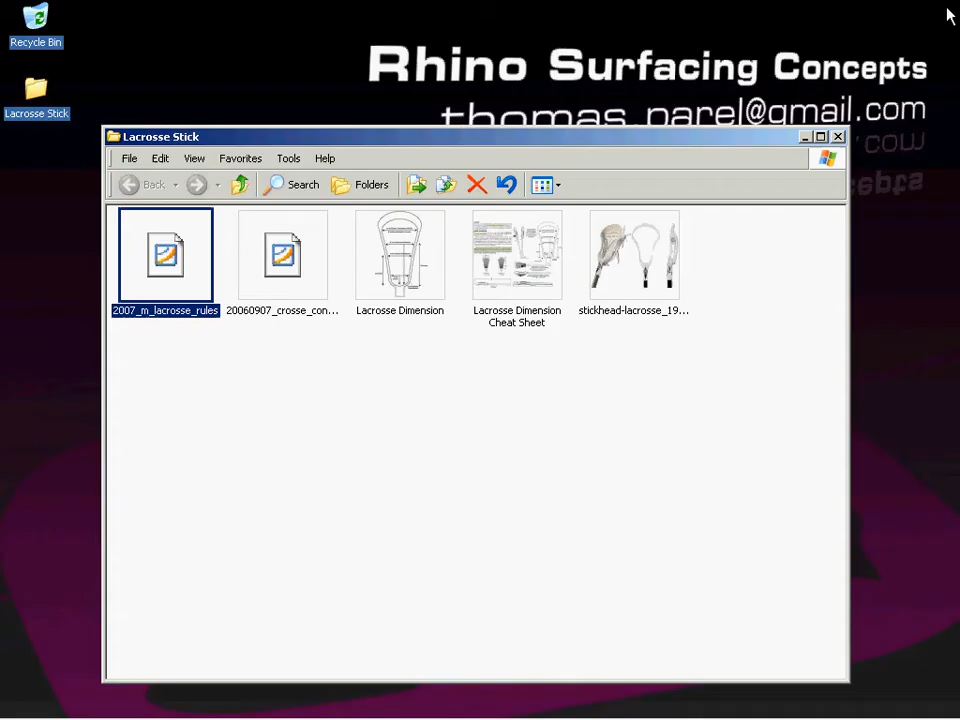 Recycle Bin
Lacrosse Stick
Rhino Surfacing Concepts
thomas.parel@gmail.com
Lacrosse Stick
File Edit View Favorites Tools Help
Back Search Folders
2007_m_lacrosse_rules
20060907_crosse_con...
Lacrosse Dimension
Lacrosse Dimension
Cheat Sheet
stickhead-lacrosse_19...